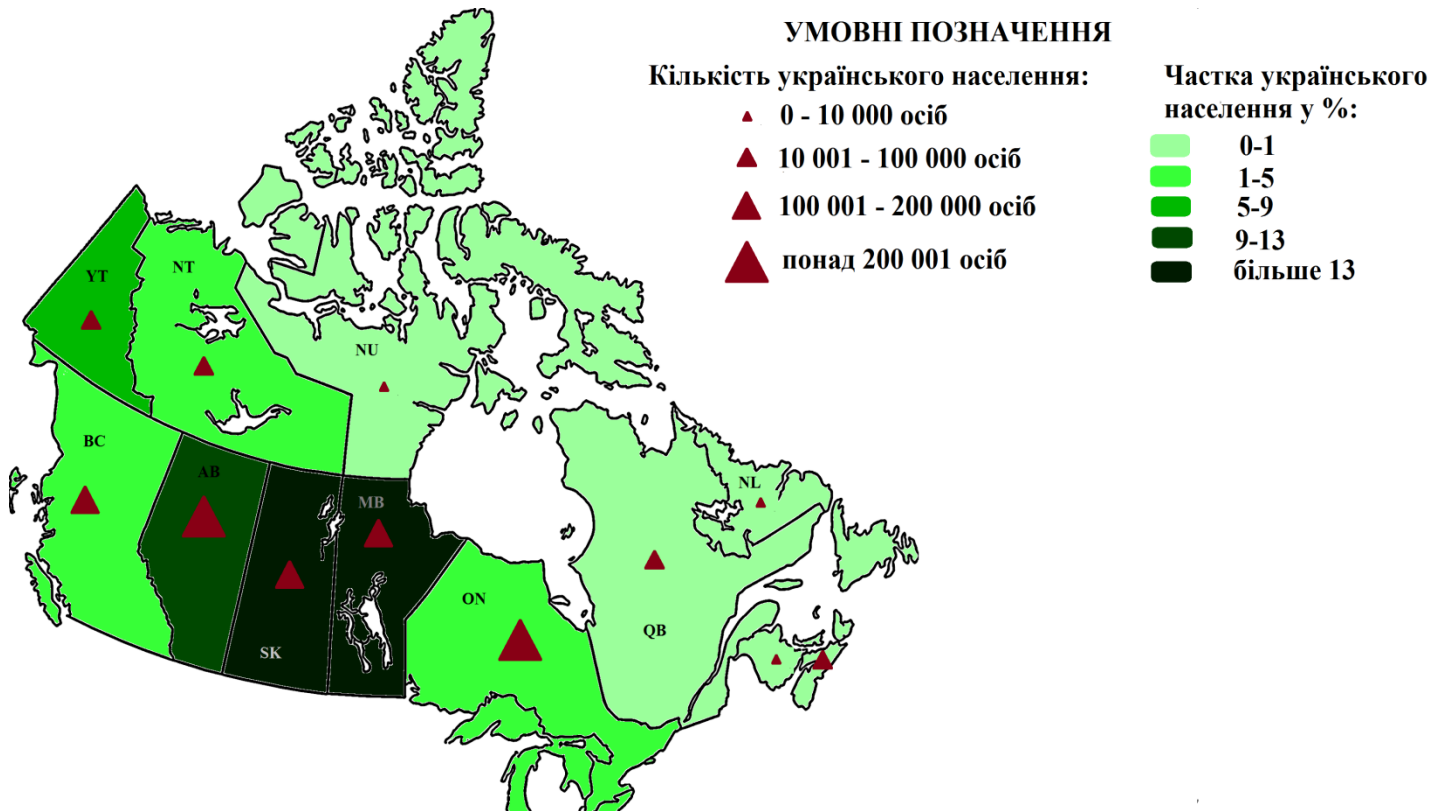 УМОВНІ ПОЗНАЧЕННЯ
Кількість українського населення:
0 - 10 000 осіб
10 001 - 100 000 осіб
100 001 - 200 000 осіб
понад 200 001 осіб
Частка українського
населення у %:
0-1
1-5
5-9
9-13
більше 13
YT
NT
NU
BC
AB
SK
MB
ON
QB
NL